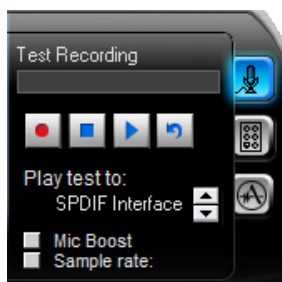 Test Recording
Play test to:
SPDIF Interface
Mic Boost
Sample rate: